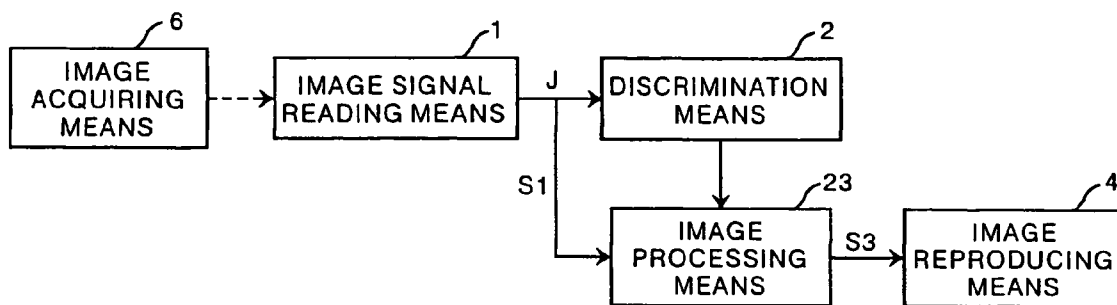 6
IMAGE
ACQUIRING
MEANS
1
IMAGE SIGNAL
READING MEANS
J
2
DISCRIMINATION
MEANS
S1
23
IMAGE
PROCESSING
MEANS
S3
4
IMAGE
REPRODUCING
MEANS